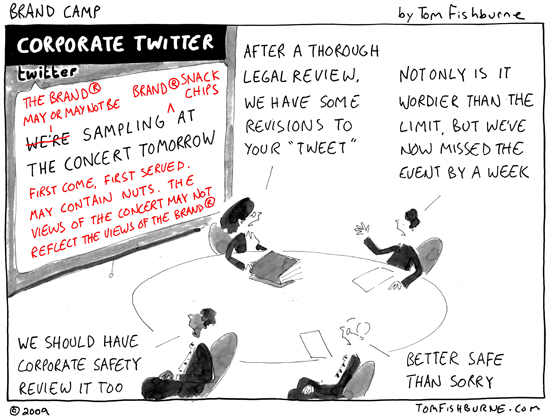 BRAND CAMP
by Tom Fishburne
CORPORATE TWITTER
twitter
THE BRAND®
MAY OR MAY NOT BE
BRAND® SNACK
CHIPS
WE'RE SAMPLING ^ AT
THE CONCERT TOMORROW
FIRST COME, FIRST SERVED.
MAY CONTAIN NUTS. THE
VIEWS OF THE CONCERT MAY NOT
REFLECT THE VIEWS OF THE BRAND®
AFTER A THOROUGH
LEGAL REVIEW,
WE HAVE SOME
REVISIONS TO
YOUR "TWEET"
NOT ONLY IS IT
WORDIER THAN THE
LIMIT, BUT WE'VE
NOW MISSED THE
EVENT BY A WEEK
WE SHOULD HAVE
CORPORATE SAFETY
REVIEW IT TOO
BETTER SAFE
THAN SORRY
© 2009
TOMFISHBURNE.COM